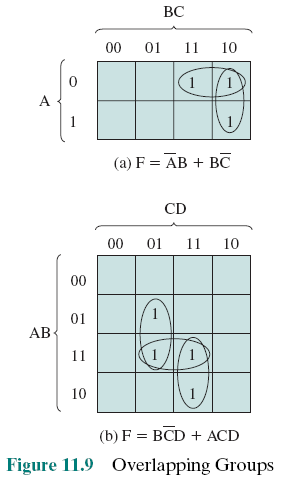 BC
00 01 11 10
A
0 1 1
1 1
(a) F = A̅B + BC̅
CD
00 01 11 10
AB
00
01 1
11 1 1
10 1
(b) F = BC̅D + ACD
Figure 11.9 Overlapping Groups